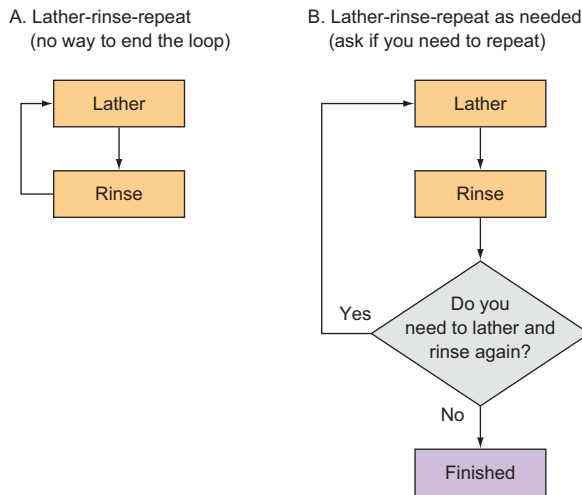 A. Lather-rinse-repeat
(no way to end the loop)
Lather
Rinse
B. Lather-rinse-repeat as needed
(ask if you need to repeat)
Lather
Rinse
Do you
need to lather and
rinse again?
Yes
No
Finished